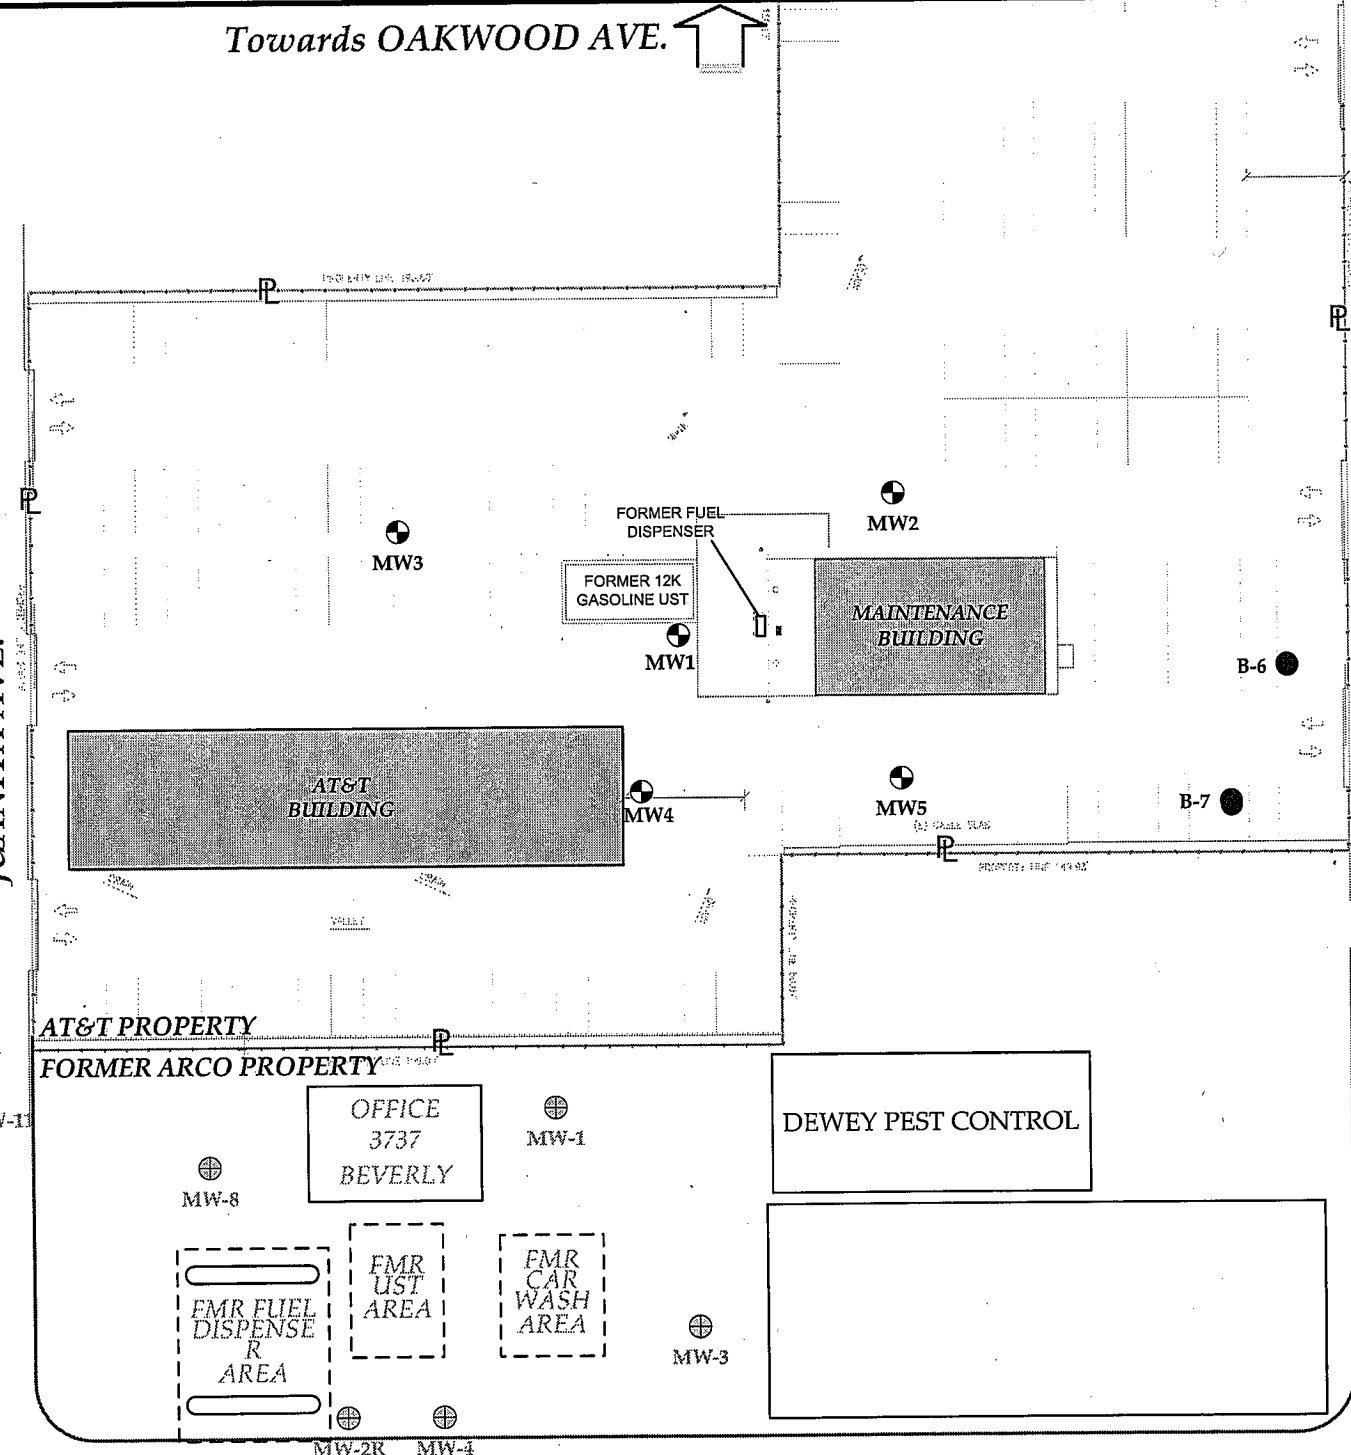 Towards OAKWOOD AVE.
PL
PL
PL
MW2
FORMER FUEL
DISPENSER
MW3
FORMER 12K
GASOLINE UST
MAINTENANCE
BUILDING
MW1
B-6
AT&T
BUILDING
MW4
MW5
B-7
PL
DRAIN
DRAIN
VALLEY
AT&T PROPERTY
PL
FORMER ARCO PROPERTY
OFFICE
3737
BEVERLY
MW-1
DEWEY PEST CONTROL
MW-8
FMR
UST
AREA
FMR
CAR
WASH
AREA
FMR FUEL
DISPENSE
R
AREA
MW-3
MW-2R
MW-4